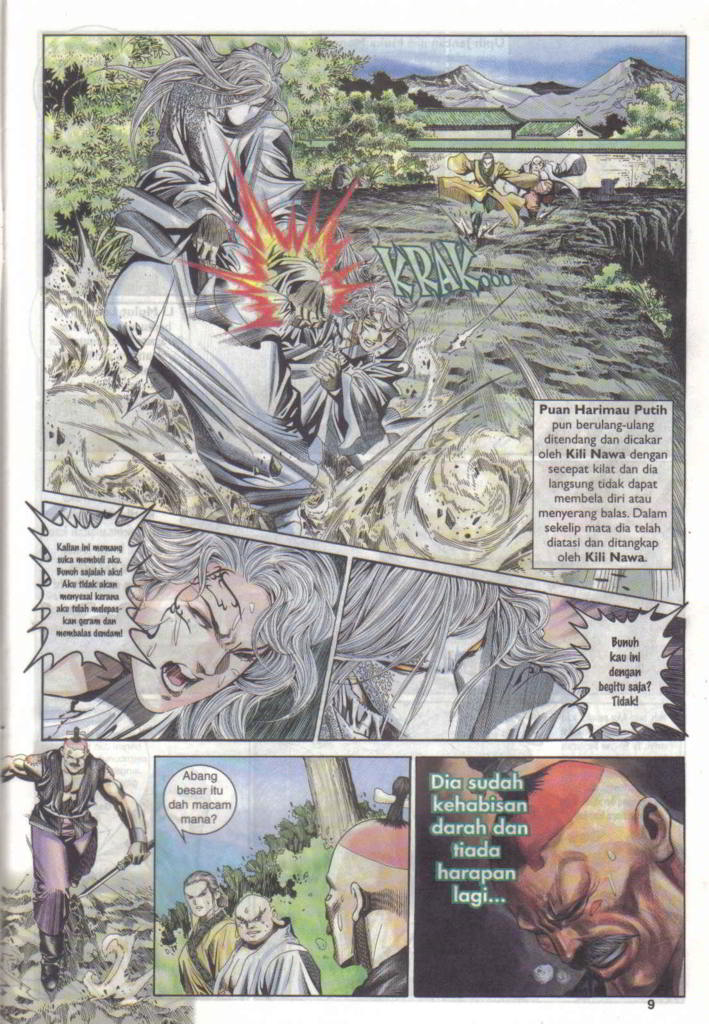 KRAK...
Puan Harimau Putih
pun berulang-ulang
ditendang dan dicakar
oleh Kili Nawa dengan
secepat kilat dan dia
langsung tidak dapat
membela diri atau
menyerang balas. Dalam
sekelip mata dia telah
diatasi dan ditangkap
oleh Kili Nawa.
Kalian ini memang
suka membuli aku.
Bunuh sajalah aku!
Aku tidak akan
menyesal kerana
aku telah melepas-
kan geram dan
membalas dendam!
Bunuh
kau ini
dengan
begitu saja?
Tidak!
Abang
besar itu
dah macam
mana?
Dia sudah
kehabisan
darah dan
tiada
harapan
lagi...
9